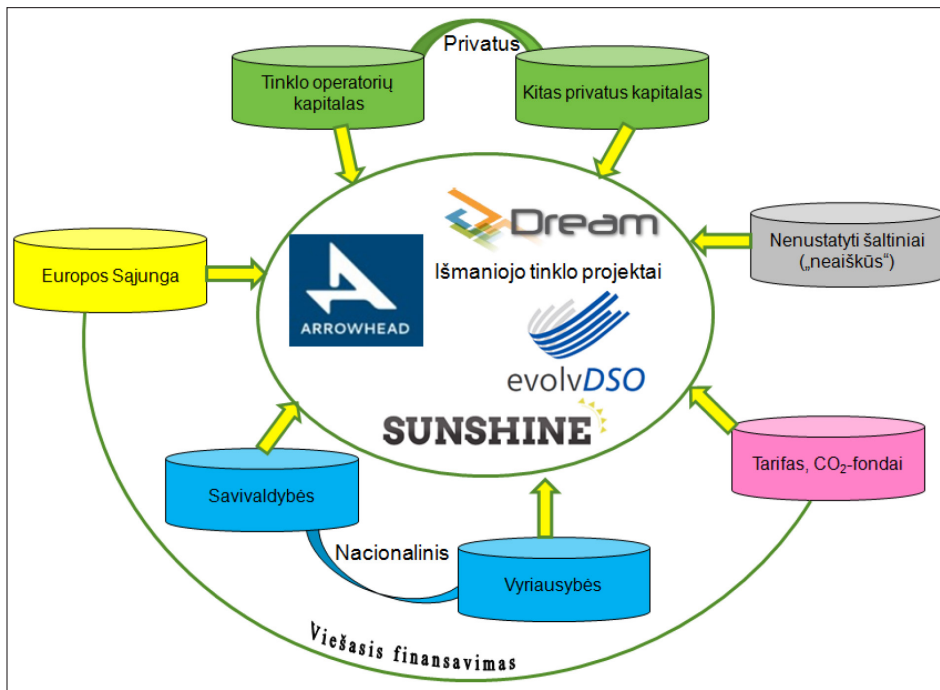 Privatus
Tinklo operatorių
kapitalas
Kitas privatus kapitalas
Dream
Nenustatyti šaltiniai
(„neaiškūs“)
Europos Sąjunga
Išmaniojo tinklo projektai
ARROWHEAD
evolvDSO
SUNSHINE
Tarifas, CO₂-fondai
Savivaldybės
Nacionalinis
Vyriausybės
Viešasis finansavimas